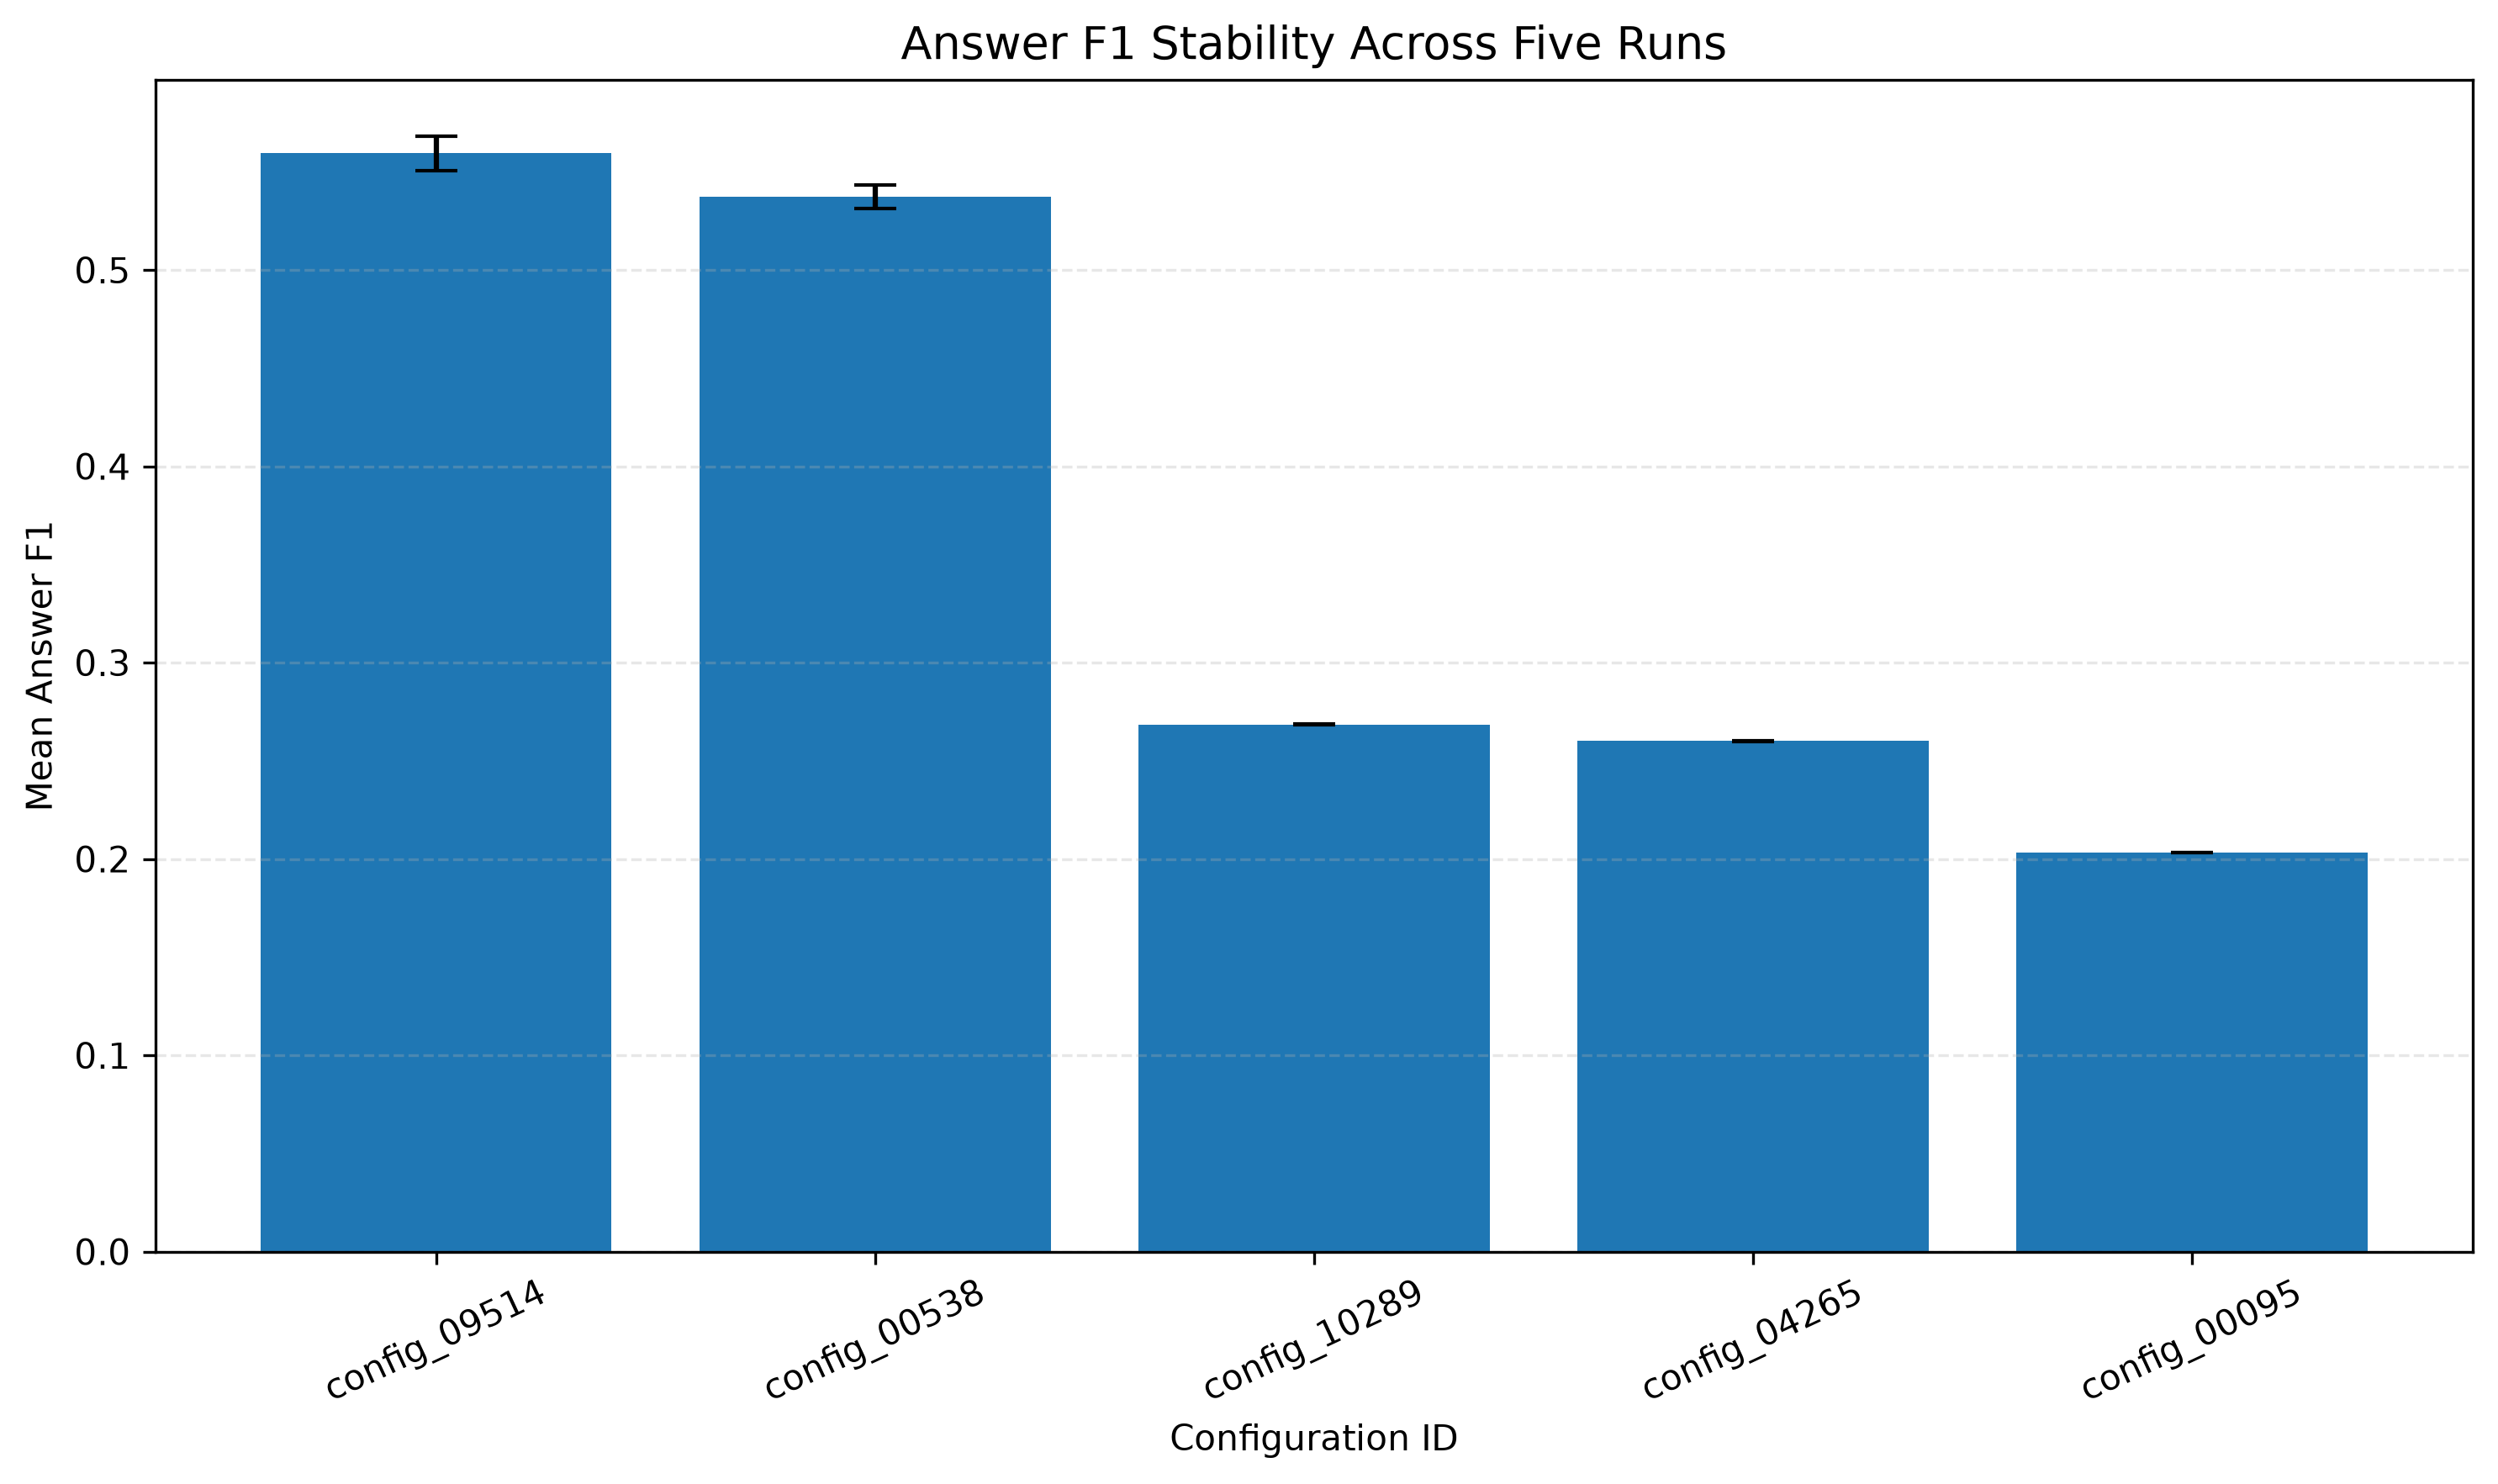 Answer F1 Stability Across Five Runs
Mean Answer F1
0.5
0.4
0.3
0.2
0.1
0.0
config_09514
config_00538
config_10289
config_04265
config_00095
Configuration ID